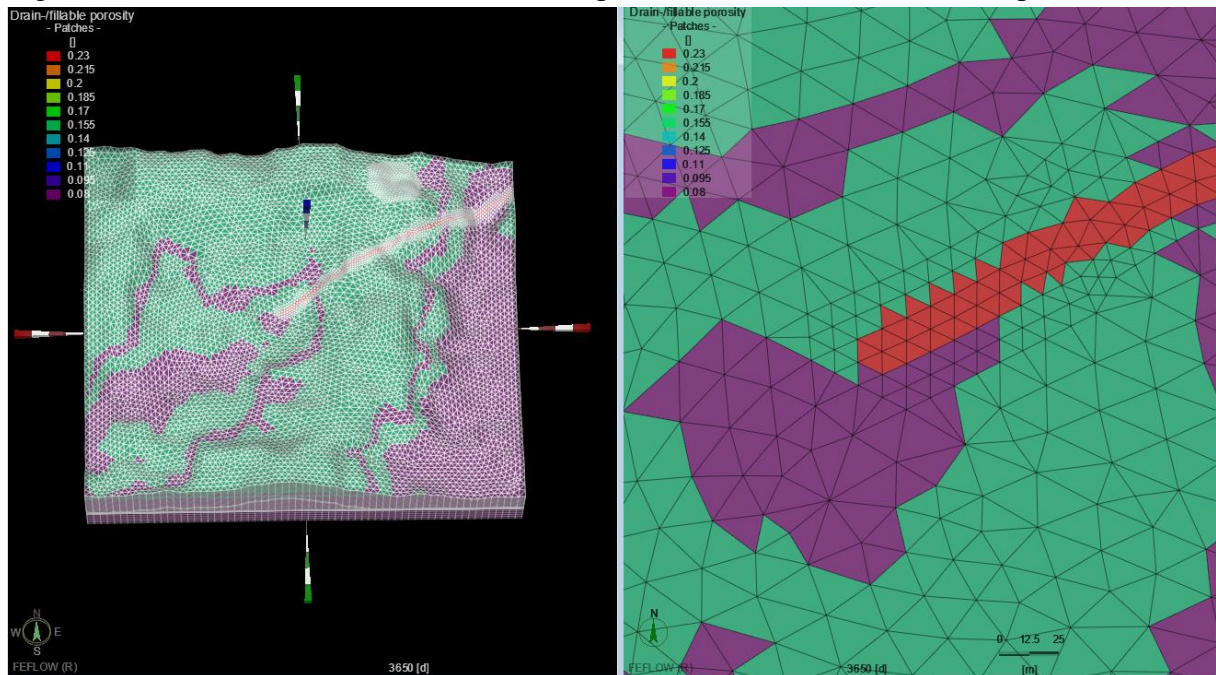 Drain-/fillable porosity
- Patches -
[]
0.23
0.215
0.2
0.185
0.17
0.155
0.14
0.125
0.11
0.095
0.08
N
W E
S
FEFLOW (R)
3650 [d]
Drain-/fillable porosity
- Patches -
[]
0.23
0.215
0.2
0.185
0.17
0.155
0.14
0.125
0.11
0.095
0.08
N
0 12.5 25
FEFLOW (R)
3650 [d]
[m]